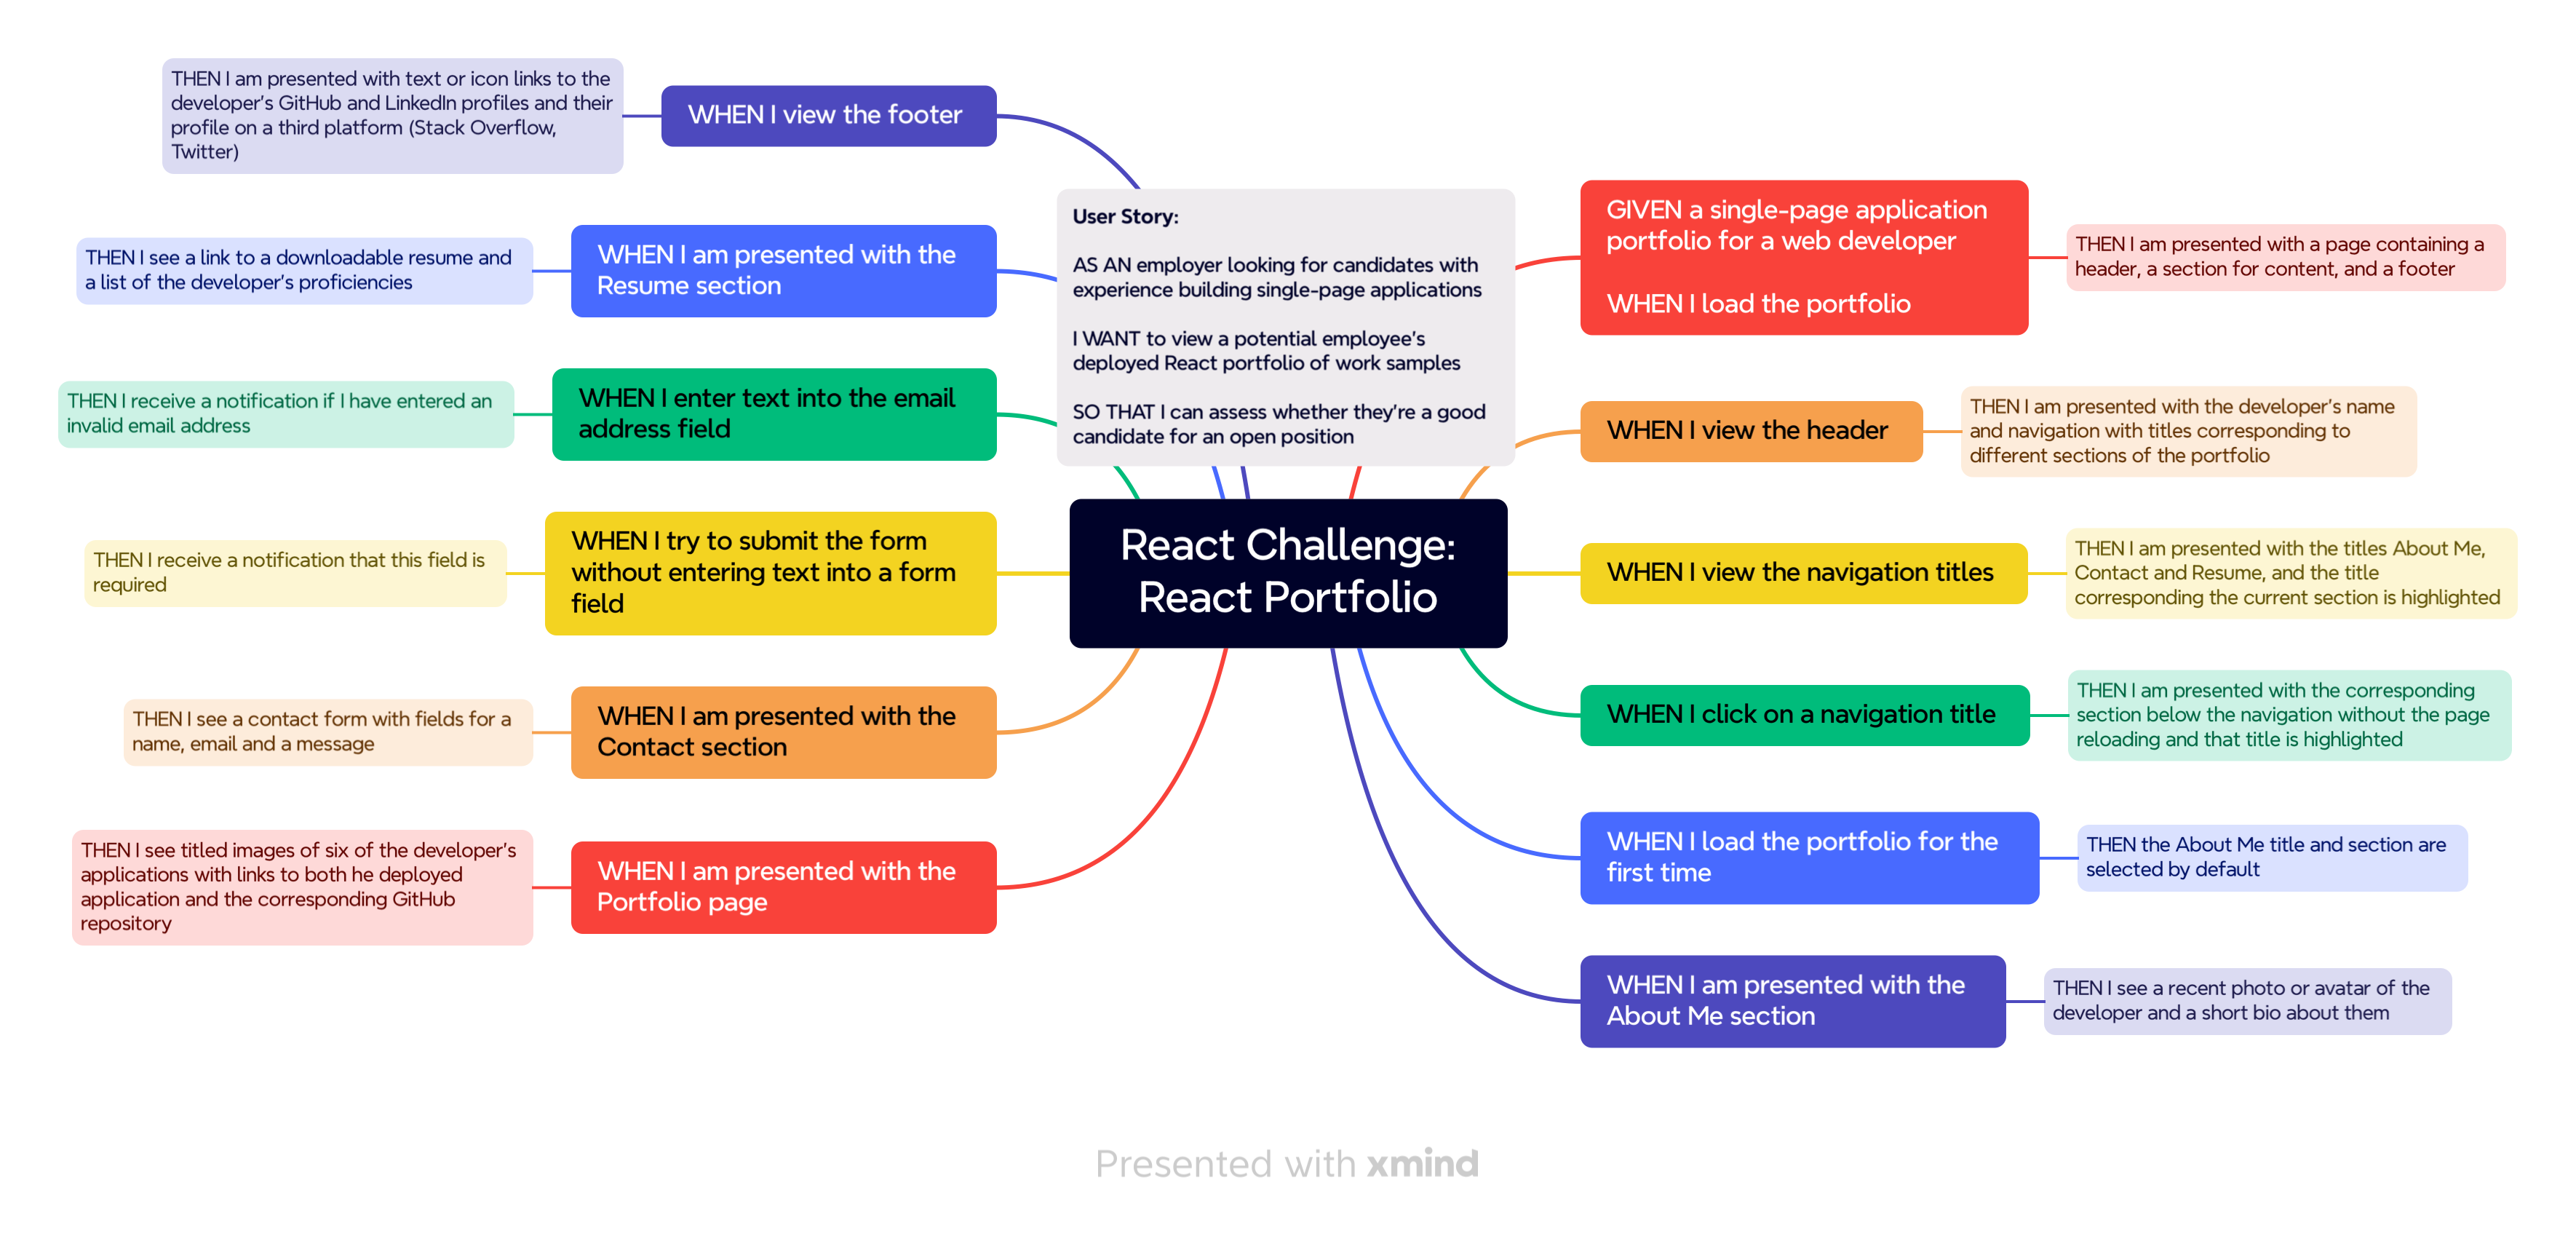 THEN I am presented with text or icon links to the
developer's GitHub and LinkedIn profiles and their
profile on a third platform (Stack Overflow,
Twitter)
WHEN I view the footer
THEN I see a link to a downloadable resume and
a list of the developer's proficiencies
WHEN I am presented with the
Resume section
THEN I receive a notification if I have entered an
invalid email address
WHEN I enter text into the email
address field
THEN I receive a notification that this field is
required
WHEN I try to submit the form
without entering text into a form
field
THEN I see a contact form with fields for a
name, email and a message
WHEN I am presented with the
Contact section
THEN I see titled images of six of the developer's
applications with links to both he deployed
application and the corresponding GitHub
repository
WHEN I am presented with the
Portfolio page
User Story:
AS AN employer looking for candidates with
experience building single-page applications
I WANT to view a potential employee's
deployed React portfolio of work samples
SO THAT I can assess whether they're a good
candidate for an open position
React Challenge:
React Portfolio
GIVEN a single-page application
portfolio for a web developer
WHEN I load the portfolio
THEN I am presented with a page containing a
header, a section for content, and a footer
WHEN I view the header
THEN I am presented with the developer's name
and navigation with titles corresponding to
different sections of the portfolio
WHEN I view the navigation titles
THEN I am presented with the titles About Me,
Contact and Resume, and the title
corresponding the current section is highlighted
WHEN I click on a navigation title
THEN I am presented with the corresponding
section below the navigation without the page
reloading and that title is highlighted
WHEN I load the portfolio for the
first time
THEN the About Me title and section are
selected by default
WHEN I am presented with the
About Me section
THEN I see a recent photo or avatar of the
developer and a short bio about them
Presented with xmind